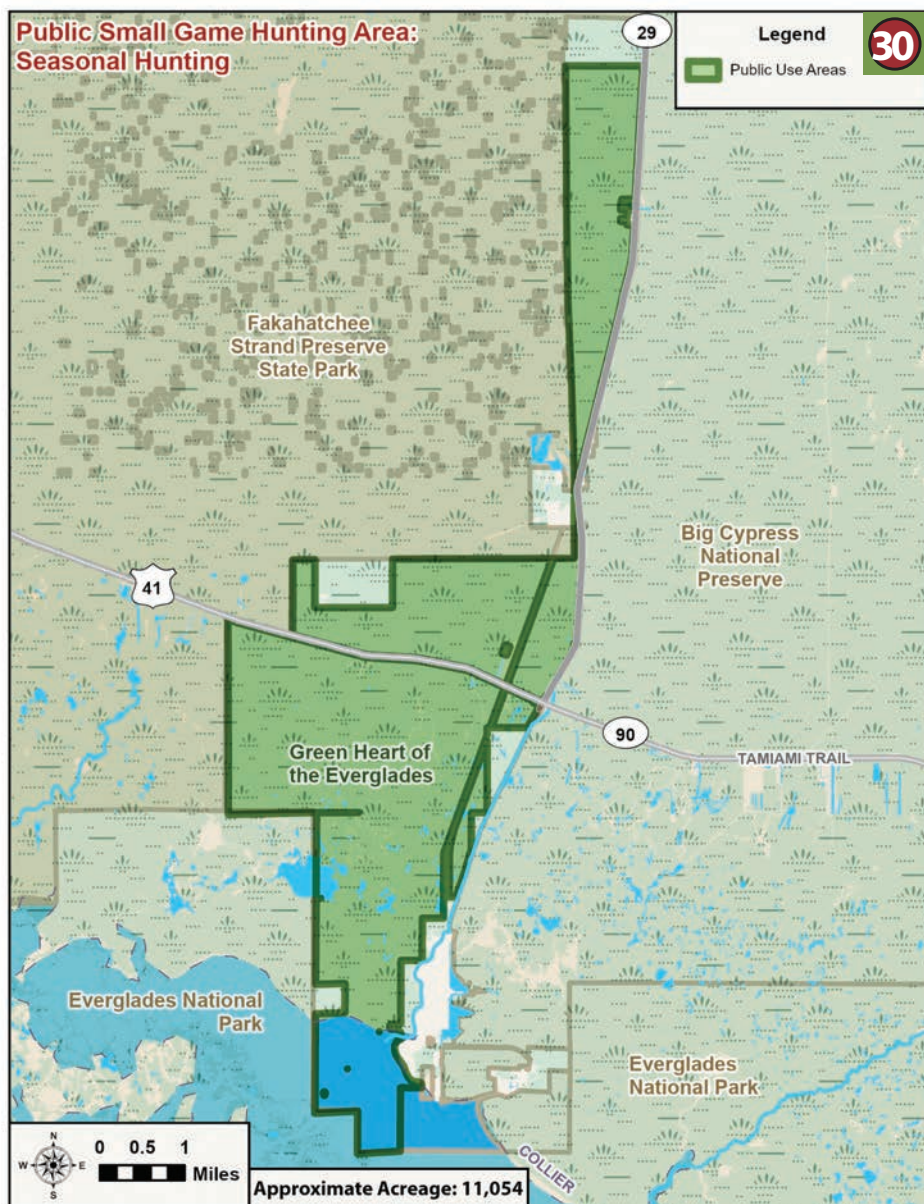 Public Small Game Hunting Area:
Seasonal Hunting
29
Legend
Public Use Areas
30
Fakahatchee
Strand Preserve
State Park
Big Cypress
National
Preserve
41
90
TAMIAMI TRAIL
Green Heart of
the Everglades
Everglades National
Park
Everglades
National Park
COLLIER
N
W
E
S
0 0.5 1
Miles
Approximate Acreage: 11,054